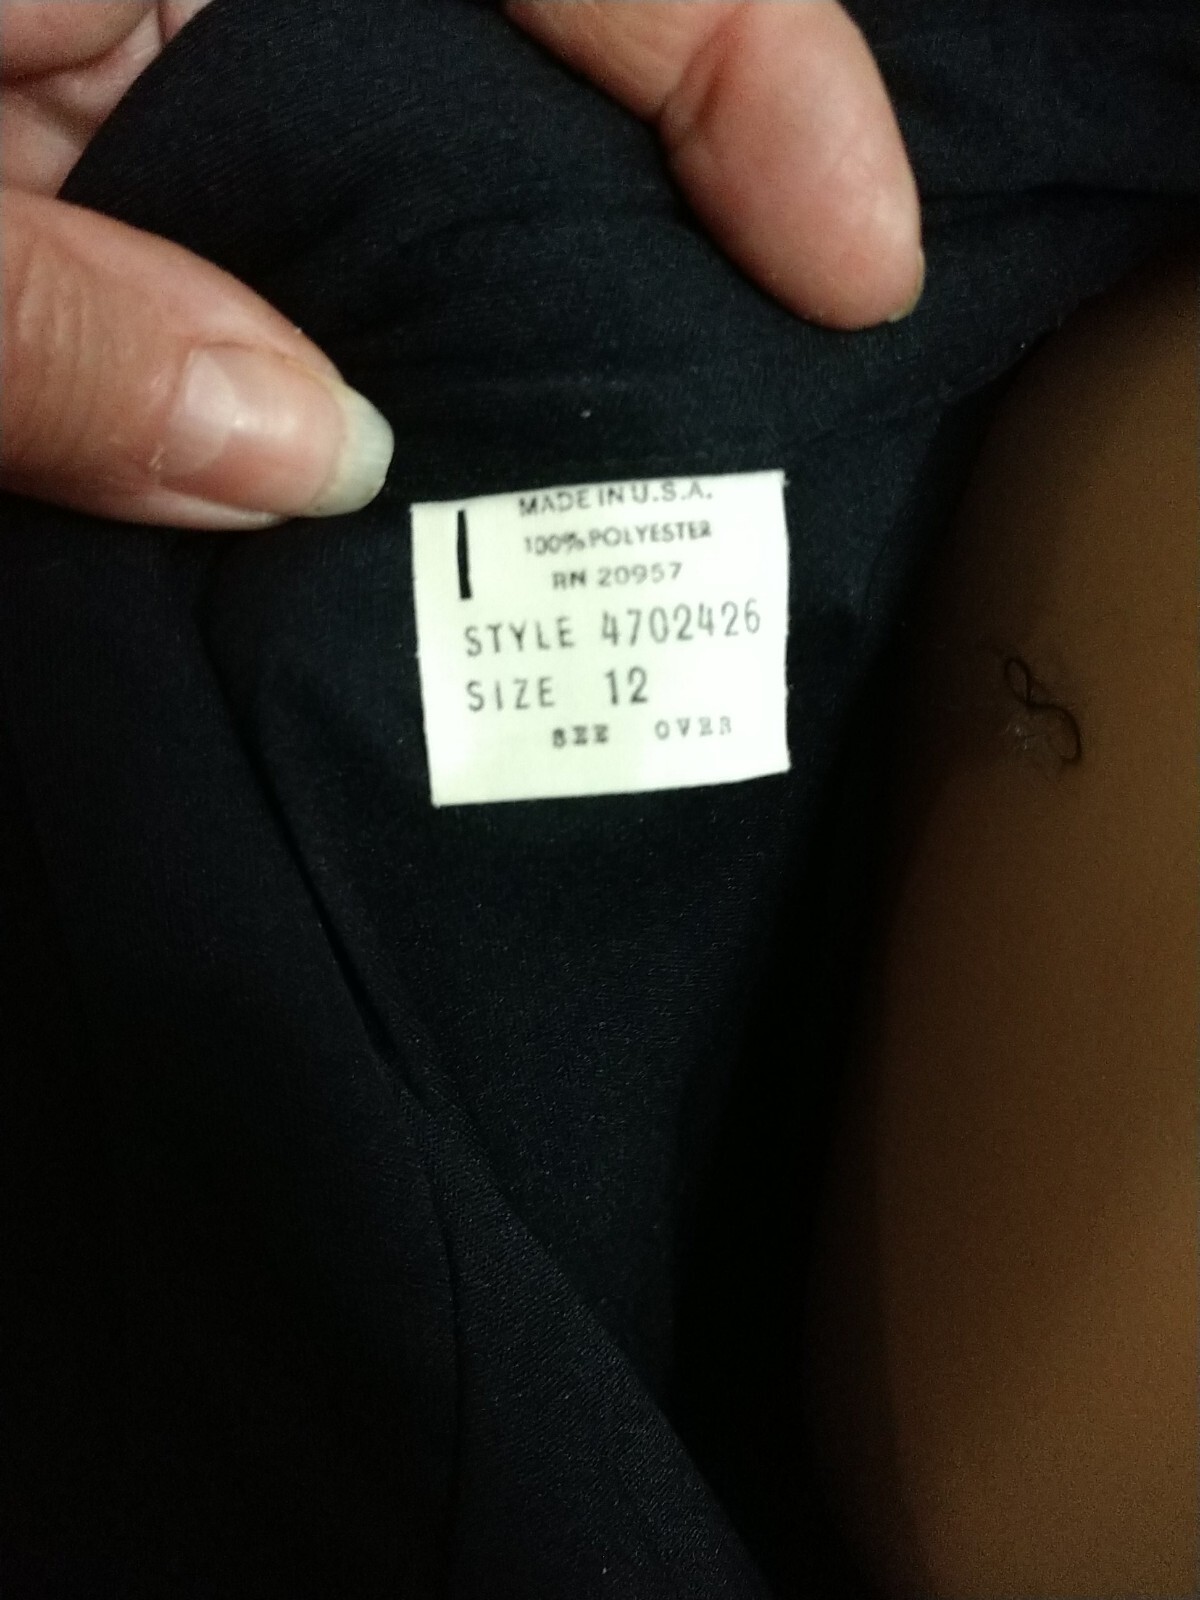 MADE IN U.S.A.
100% POLYESTER
RN 20957
STYLE 4702426
SIZE 12
SEE OVER